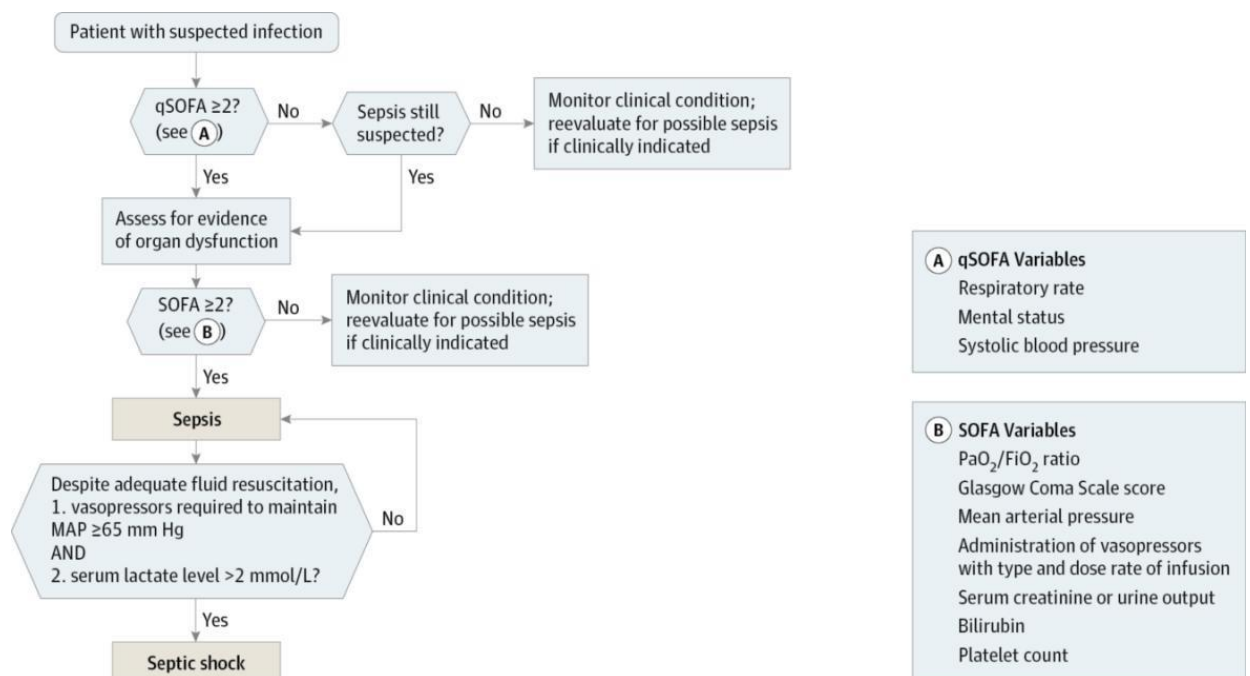 Patient with suspected infection
qSOFA ≥2?
(see A)
No
Sepsis still
suspected?
No
Monitor clinical condition;
reevaluate for possible sepsis
if clinically indicated
Yes
Yes
Assess for evidence
of organ dysfunction
SOFA ≥2?
(see B)
No
Monitor clinical condition;
reevaluate for possible sepsis
if clinically indicated
Yes
Sepsis
Despite adequate fluid resuscitation,
1. vasopressors required to maintain
MAP ≥65 mm Hg
AND
2. serum lactate level >2 mmol/L?
No
Yes
Septic shock
A qSOFA Variables
Respiratory rate
Mental status
Systolic blood pressure
B SOFA Variables
PaO₂/FiO₂ ratio
Glasgow Coma Scale score
Mean arterial pressure
Administration of vasopressors
with type and dose rate of infusion
Serum creatinine or urine output
Bilirubin
Platelet count